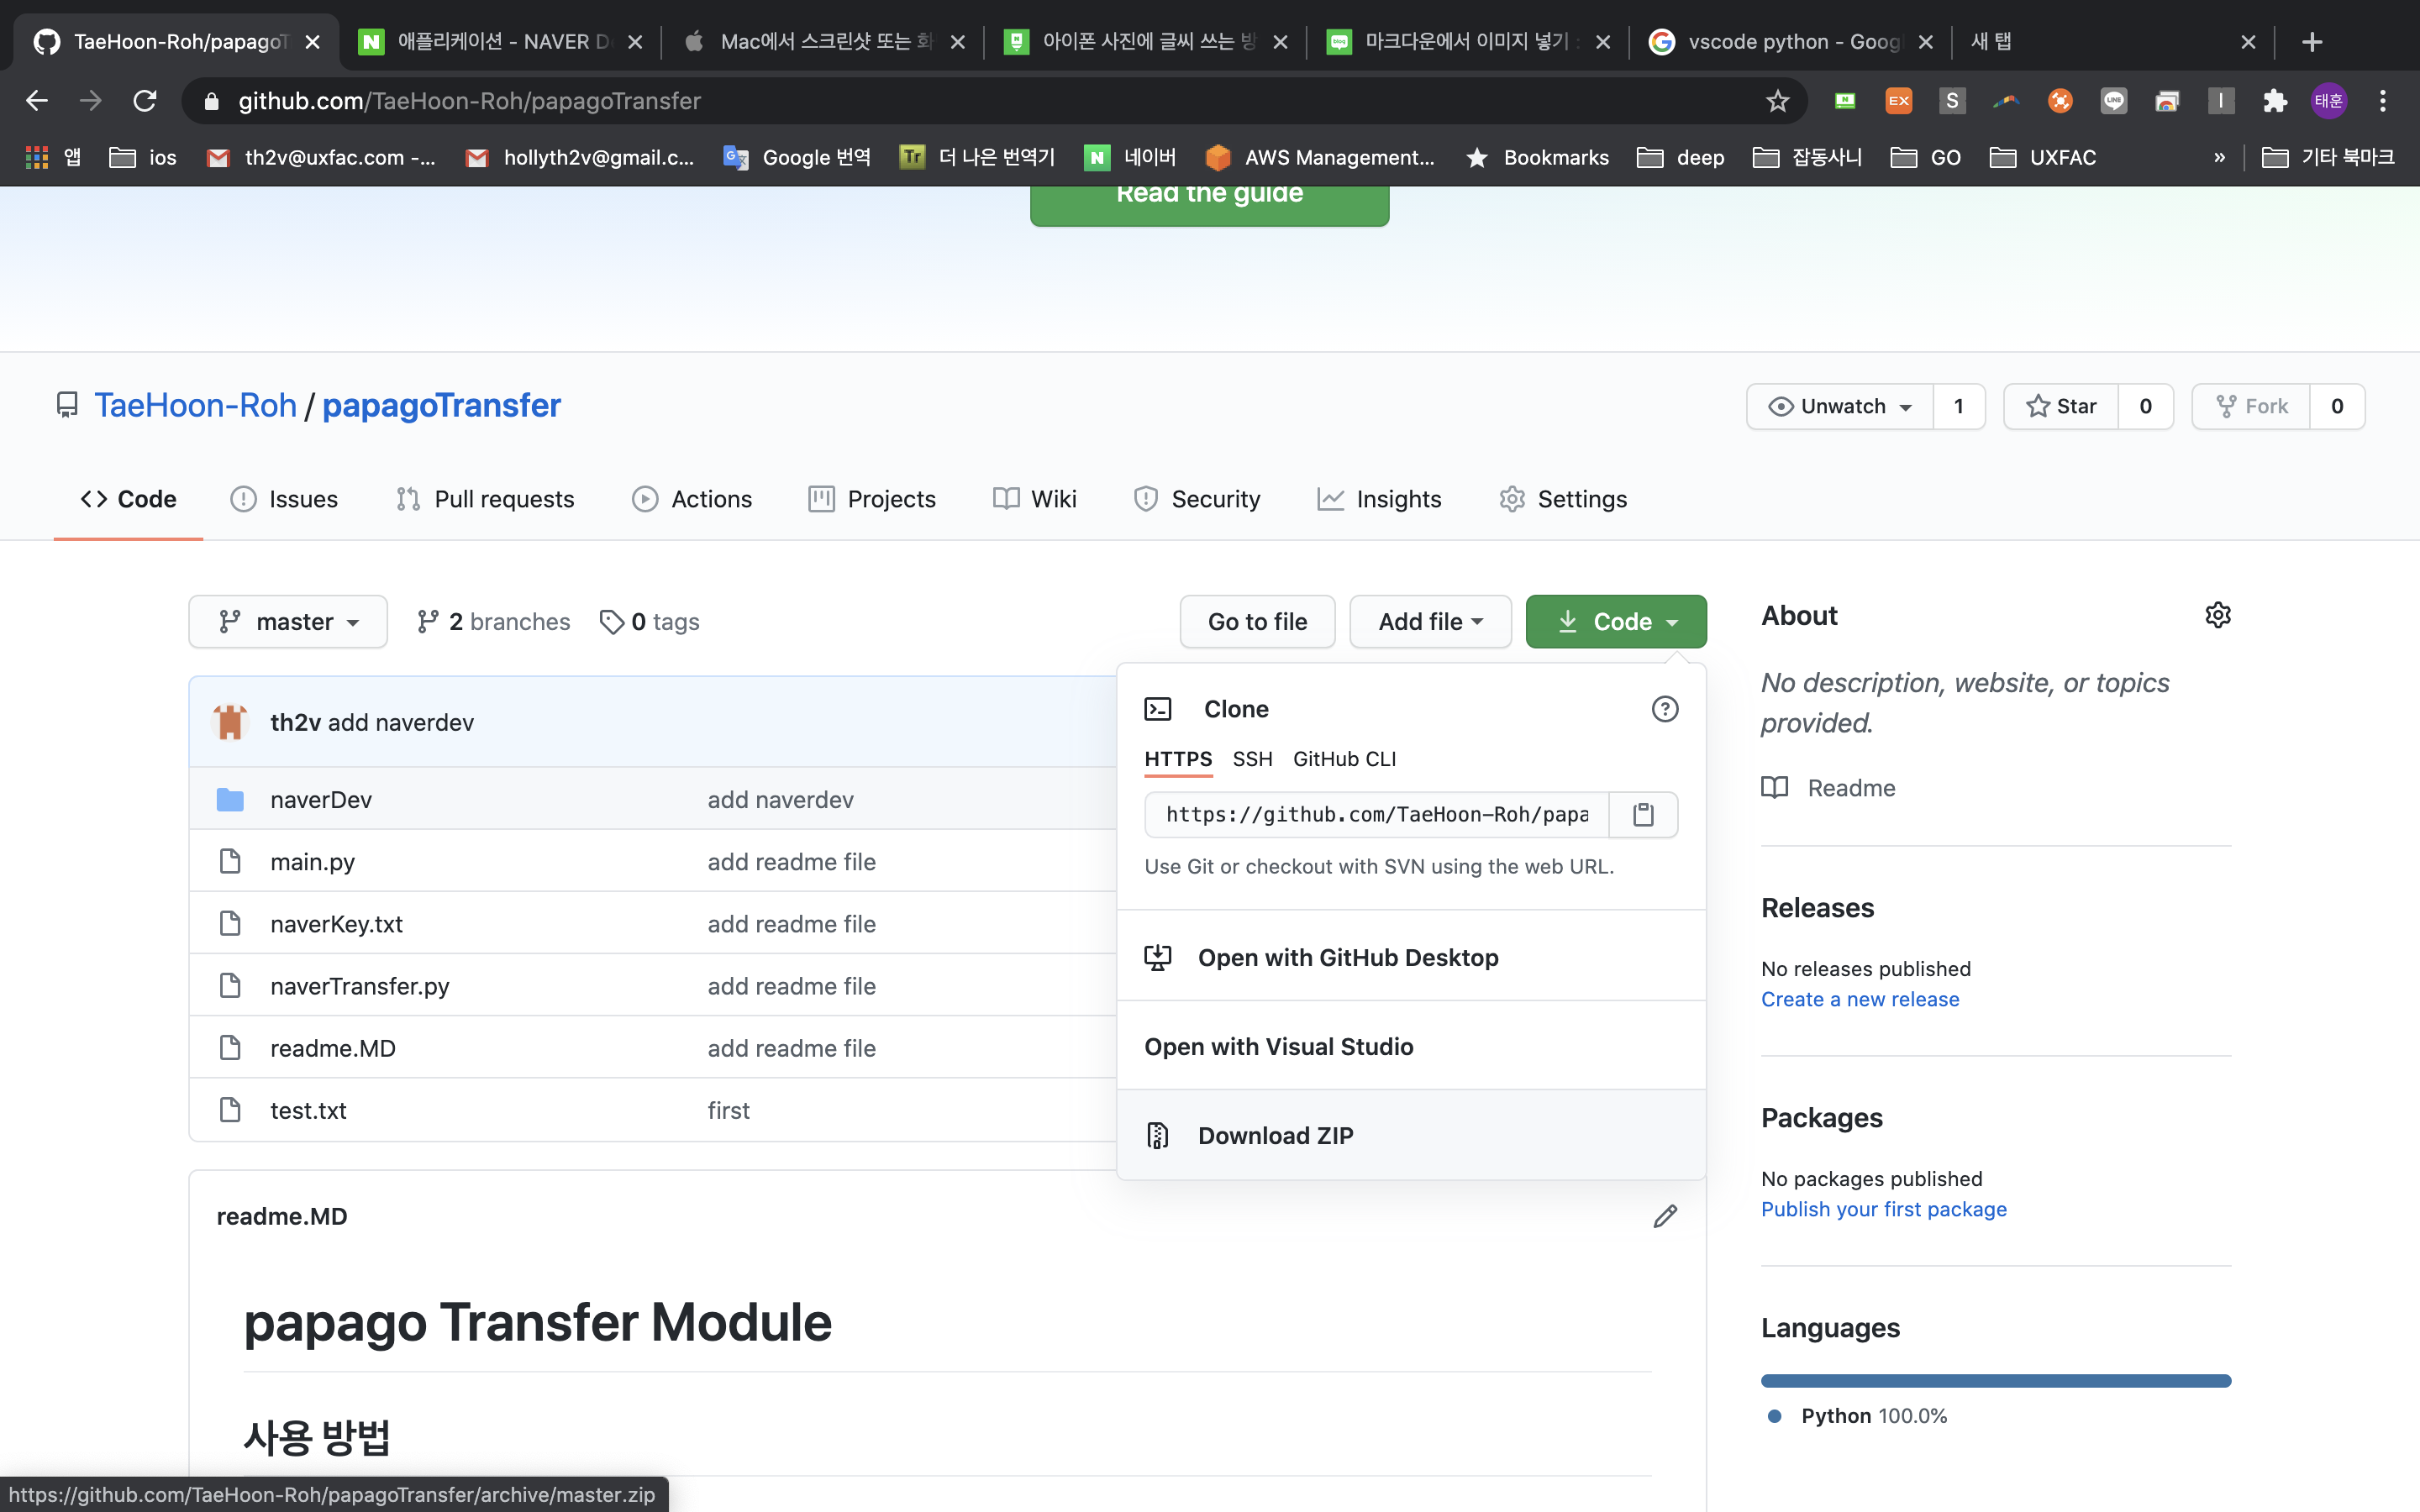 TaeHoon-Roh/papagoT
애플리케이션 - NAVER D
Mac에서 스크린샷 또는 화
아이폰 사진에 글씨 쓰는 방
마크다운에서 이미지 넣기 :
vscode python - Goog
새 탭
github.com/TaeHoon-Roh/papagoTransfer
EX
S
LINE
I
태훈
앱
ios
th2v@uxfac.com -...
hollyth2v@gmail.c...
Google 번역
Tr
더 나은 번역기
N
네이버
AWS Management...
Bookmarks
deep
잡동사니
GO
UXFAC
»
기타 북마크
Read the guide
TaeHoon-Roh / papagoTransfer
Unwatch 1
Star 0
Fork 0
Code
Issues
Pull requests
Actions
Projects
Wiki
Security
Insights
Settings
master
2 branches
0 tags
Go to file
Add file
Code
th2v add naverdev
naverDev add naverdev
main.py add readme file
naverKey.txt add readme file
naverTransfer.py add readme file
readme.MD add readme file
test.txt first
Clone
HTTPS SSH GitHub CLI
https://github.com/TaeHoon-Roh/papa
Use Git or checkout with SVN using the web URL.
Open with GitHub Desktop
Open with Visual Studio
Download ZIP
readme.MD
papago Transfer Module
사용 방법
About
No description, website, or topics
provided.
Readme
Releases
No releases published
Create a new release
Packages
No packages published
Publish your first package
Languages
Python 100.0%
https://github.com/TaeHoon-Roh/papagoTransfer/archive/master.zip